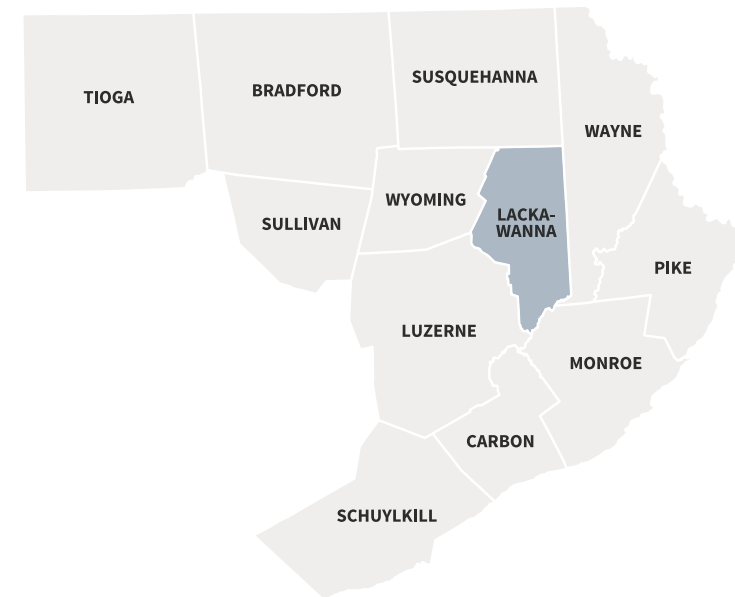 SUSQUEHANNA
BRADFORD
TIOGA
WAYNE
WYOMING
LACKA-
WANNA
SULLIVAN
PIKE
LUZERNE
MONROE
CARBON
SCHUYLKILL